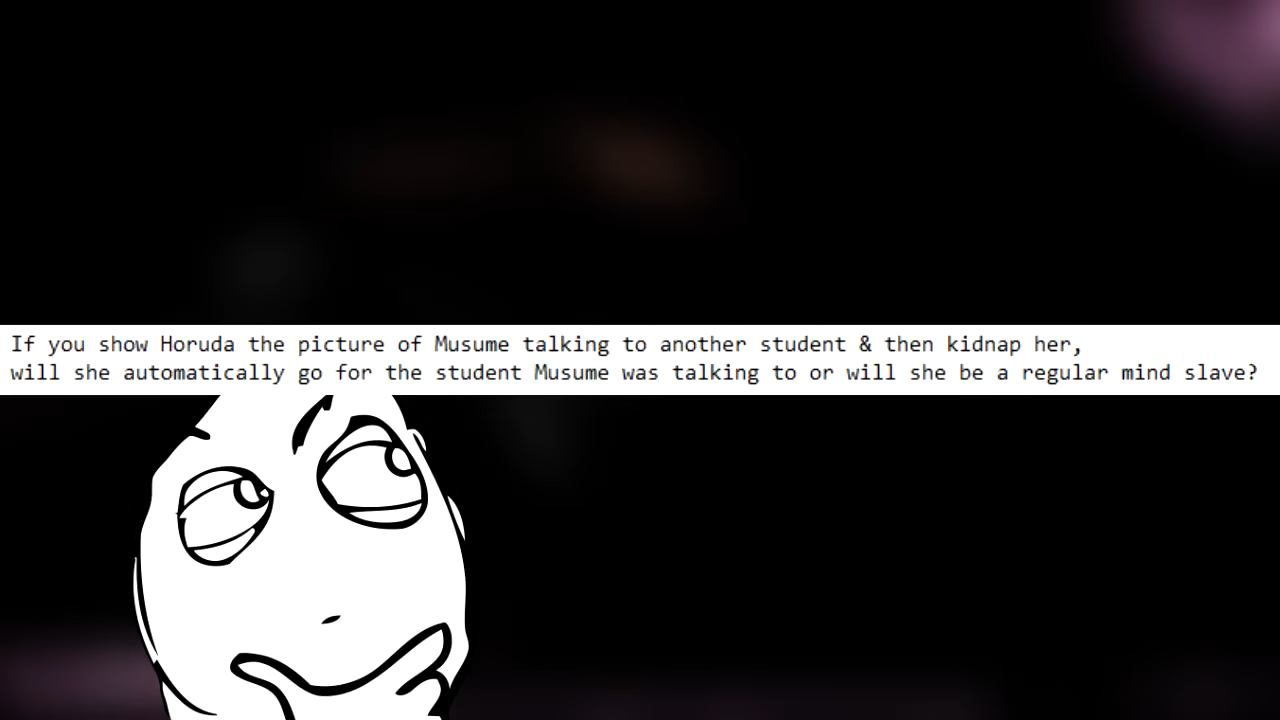 If you show Horuda the picture of Musume talking to another student & then kidnap her,
will she automatically go for the student Musume was talking to or will she be a regular mind slave?